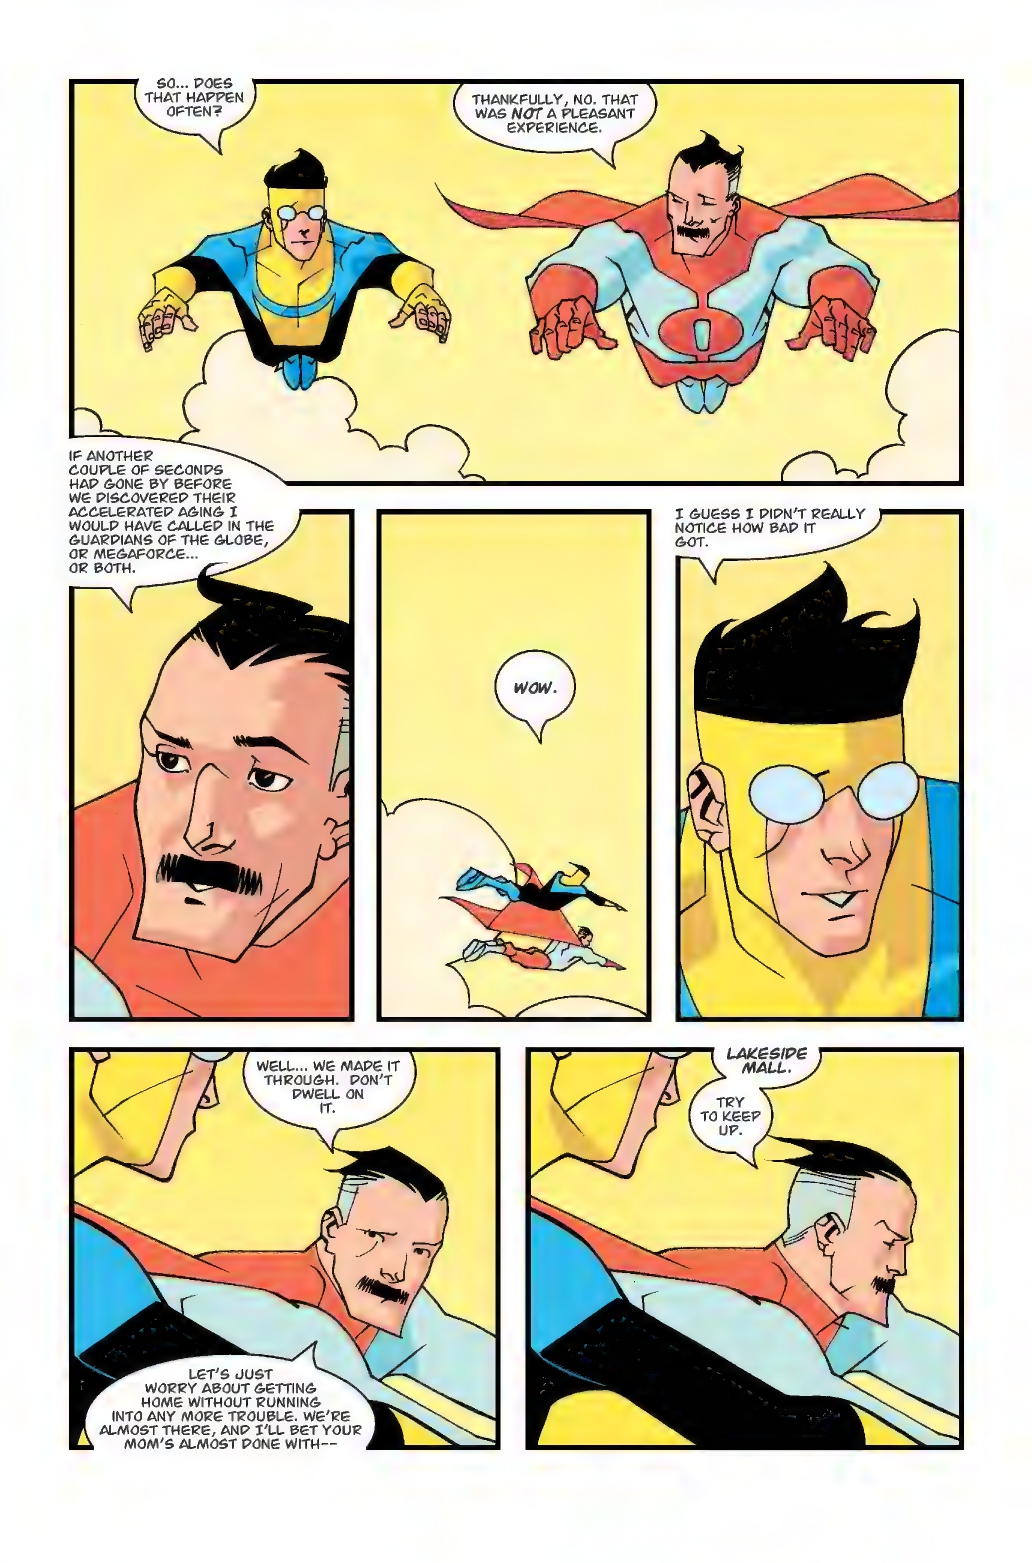 SO... DOES
THAT HAPPEN
OFTEN?
THANKFULLY, NO. THAT
WAS NOT A PLEASANT
EXPERIENCE.
IF ANOTHER
COUPLE OF SECONDS
HAD GONE BY BEFORE
WE DISCOVERED THEIR
ACCELERATED AGING I
WOULD HAVE CALLED IN THE
GUARDIANS OF THE GLOBE,
OR MEGAFORCE...
OR BOTH.
WOW.
I GUESS I DIDN'T REALLY
NOTICE HOW BAD IT
GOT.
WELL... WE MADE IT
THROUGH. DON'T
DWELL ON
IT.
LET'S JUST
WORRY ABOUT GETTING
HOME WITHOUT RUNNING
INTO ANY MORE TROUBLE. WE'RE
ALMOST THERE, AND I'LL BET YOUR
MOM'S ALMOST DONE WITH--
LAKESIDE
MALL.
TRY
TO KEEP
UP.